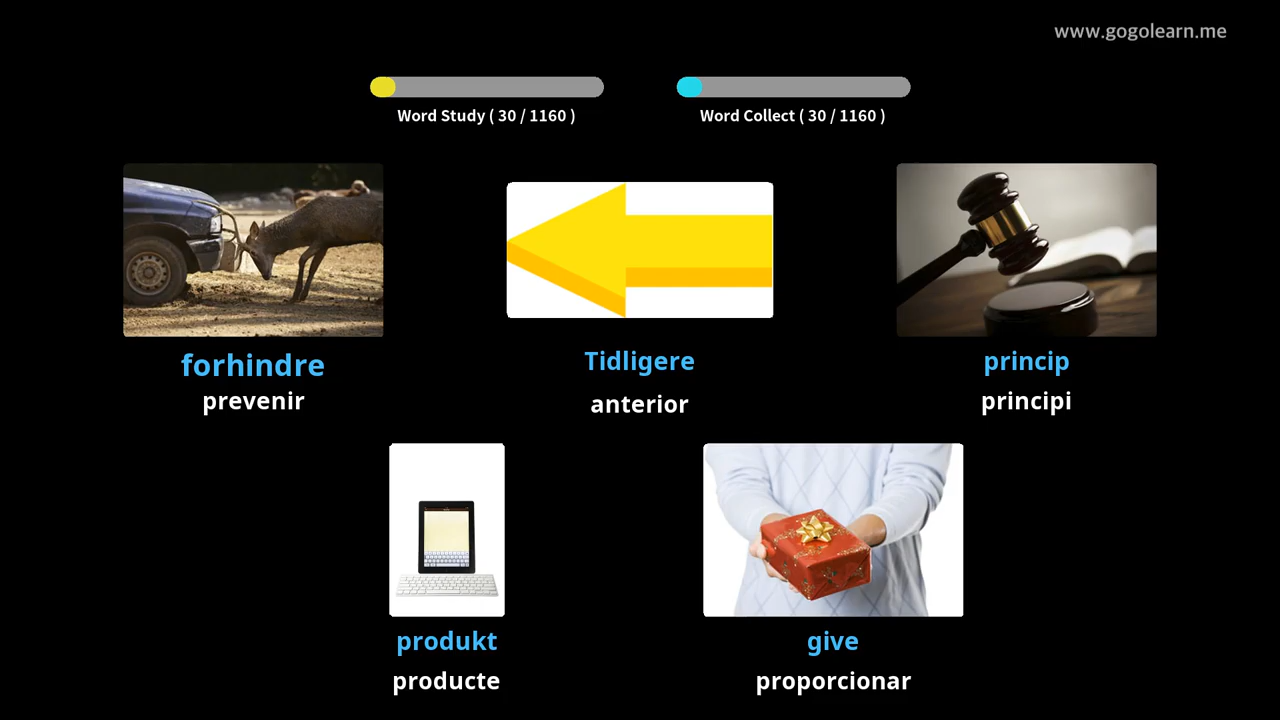 www.gogolearn.me
Word Study ( 30 / 1160 )
Word Collect ( 30 / 1160 )
forhindre
prevenir
Tidligere
anterior
princip
principi
produkt
producte
give
proporcionar